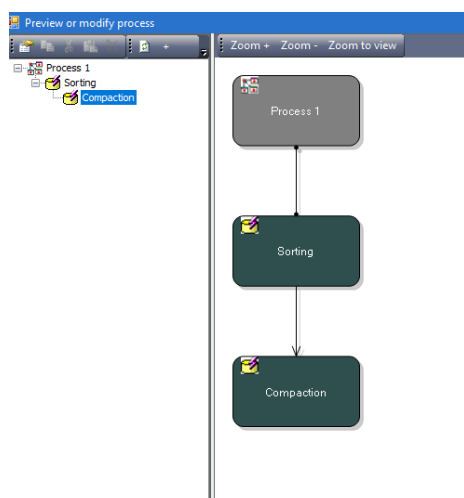 Preview or modify process
Zoom + Zoom - Zoom to view
Process 1
Sorting
Compaction
Process 1
Sorting
Compaction